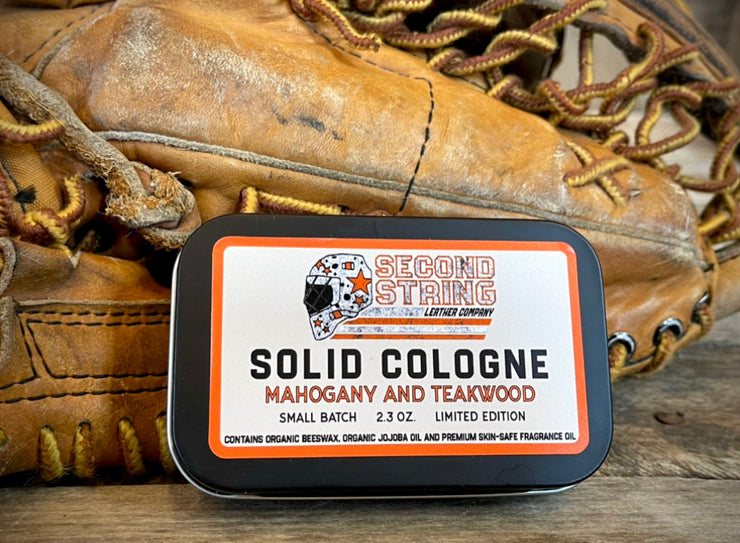 SECOND
STRING
LEATHER COMPANY
SOLID COLOGNE
MAHOGANY AND TEAKWOOD
SMALL BATCH 2.3 OZ. LIMITED EDITION
CONTAINS ORGANIC BEESWAX, ORGANIC JOJOBA OIL AND PREMIUM SKIN-SAFE FRAGRANCE OIL